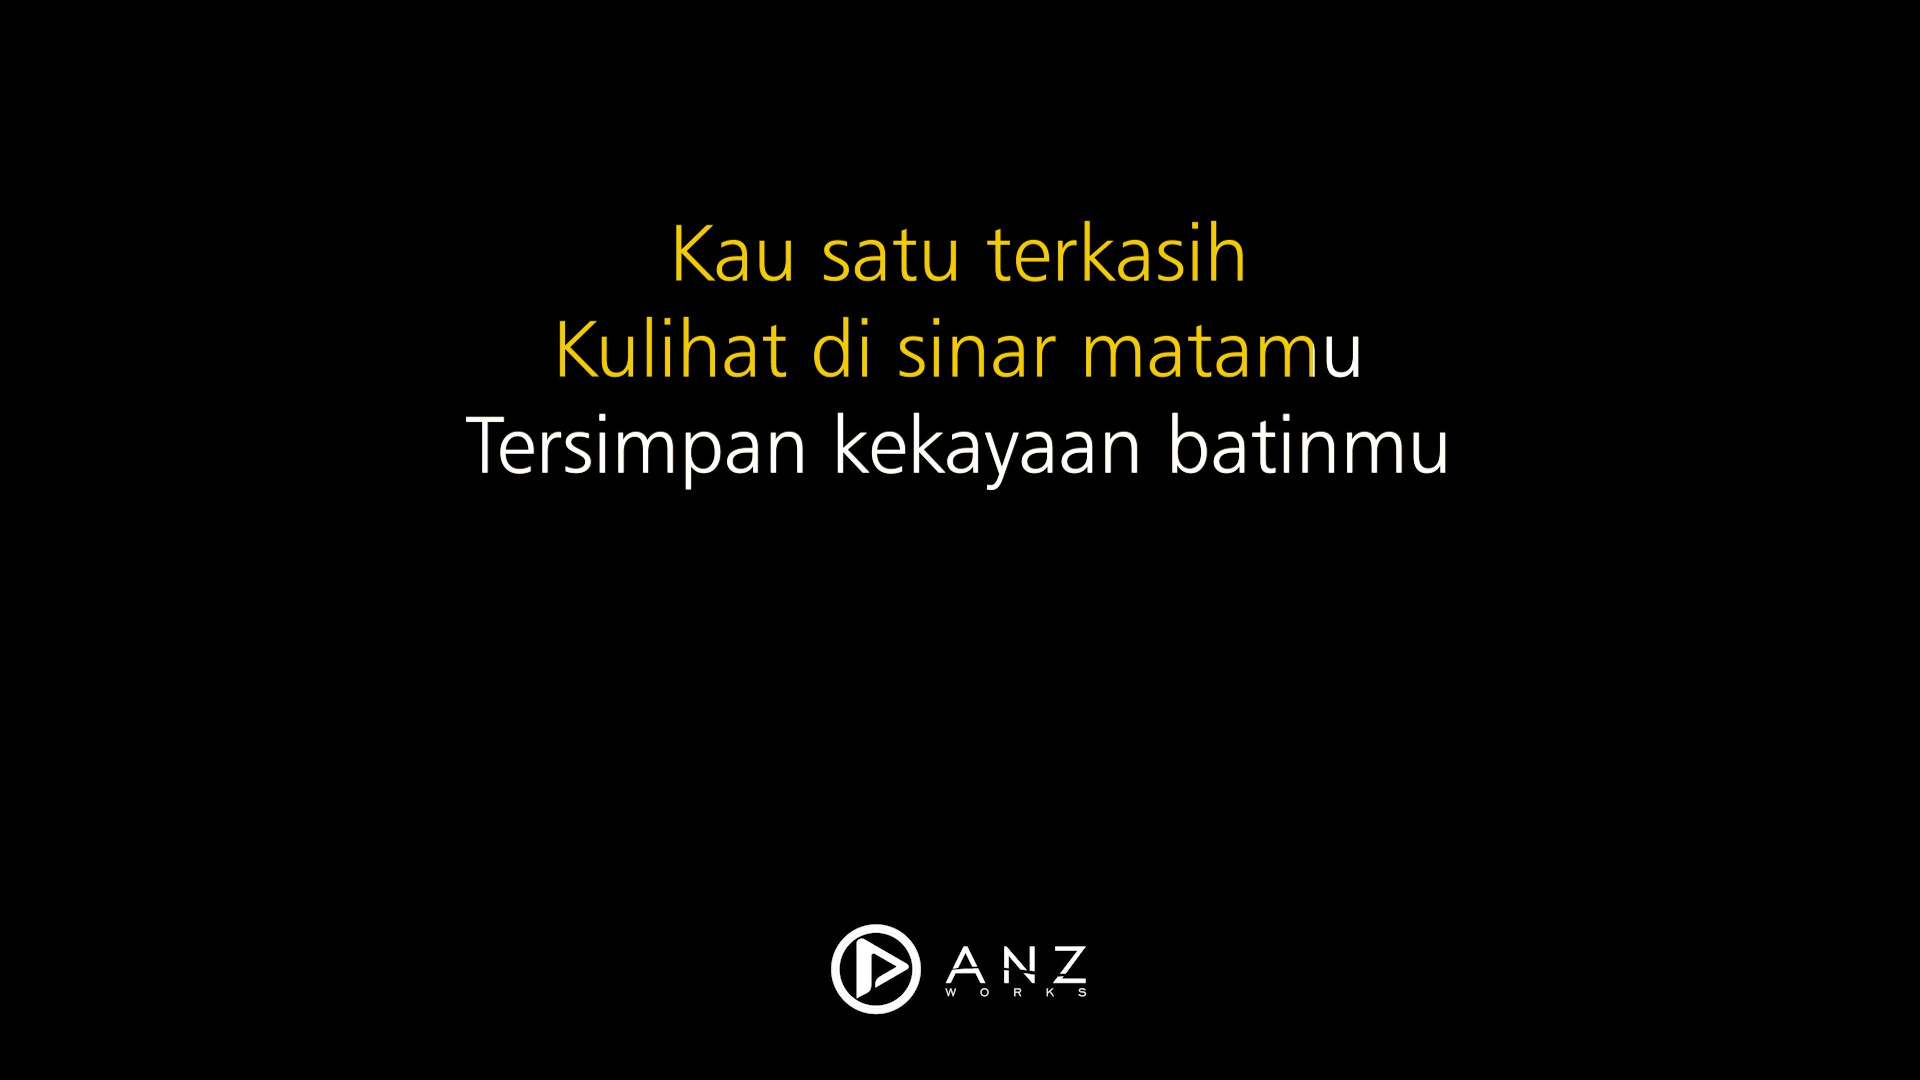 Kau satu terkasih
Kulihat di sinar matamu
Tersimpan kekayaan batinmu
ANZ
WORKS